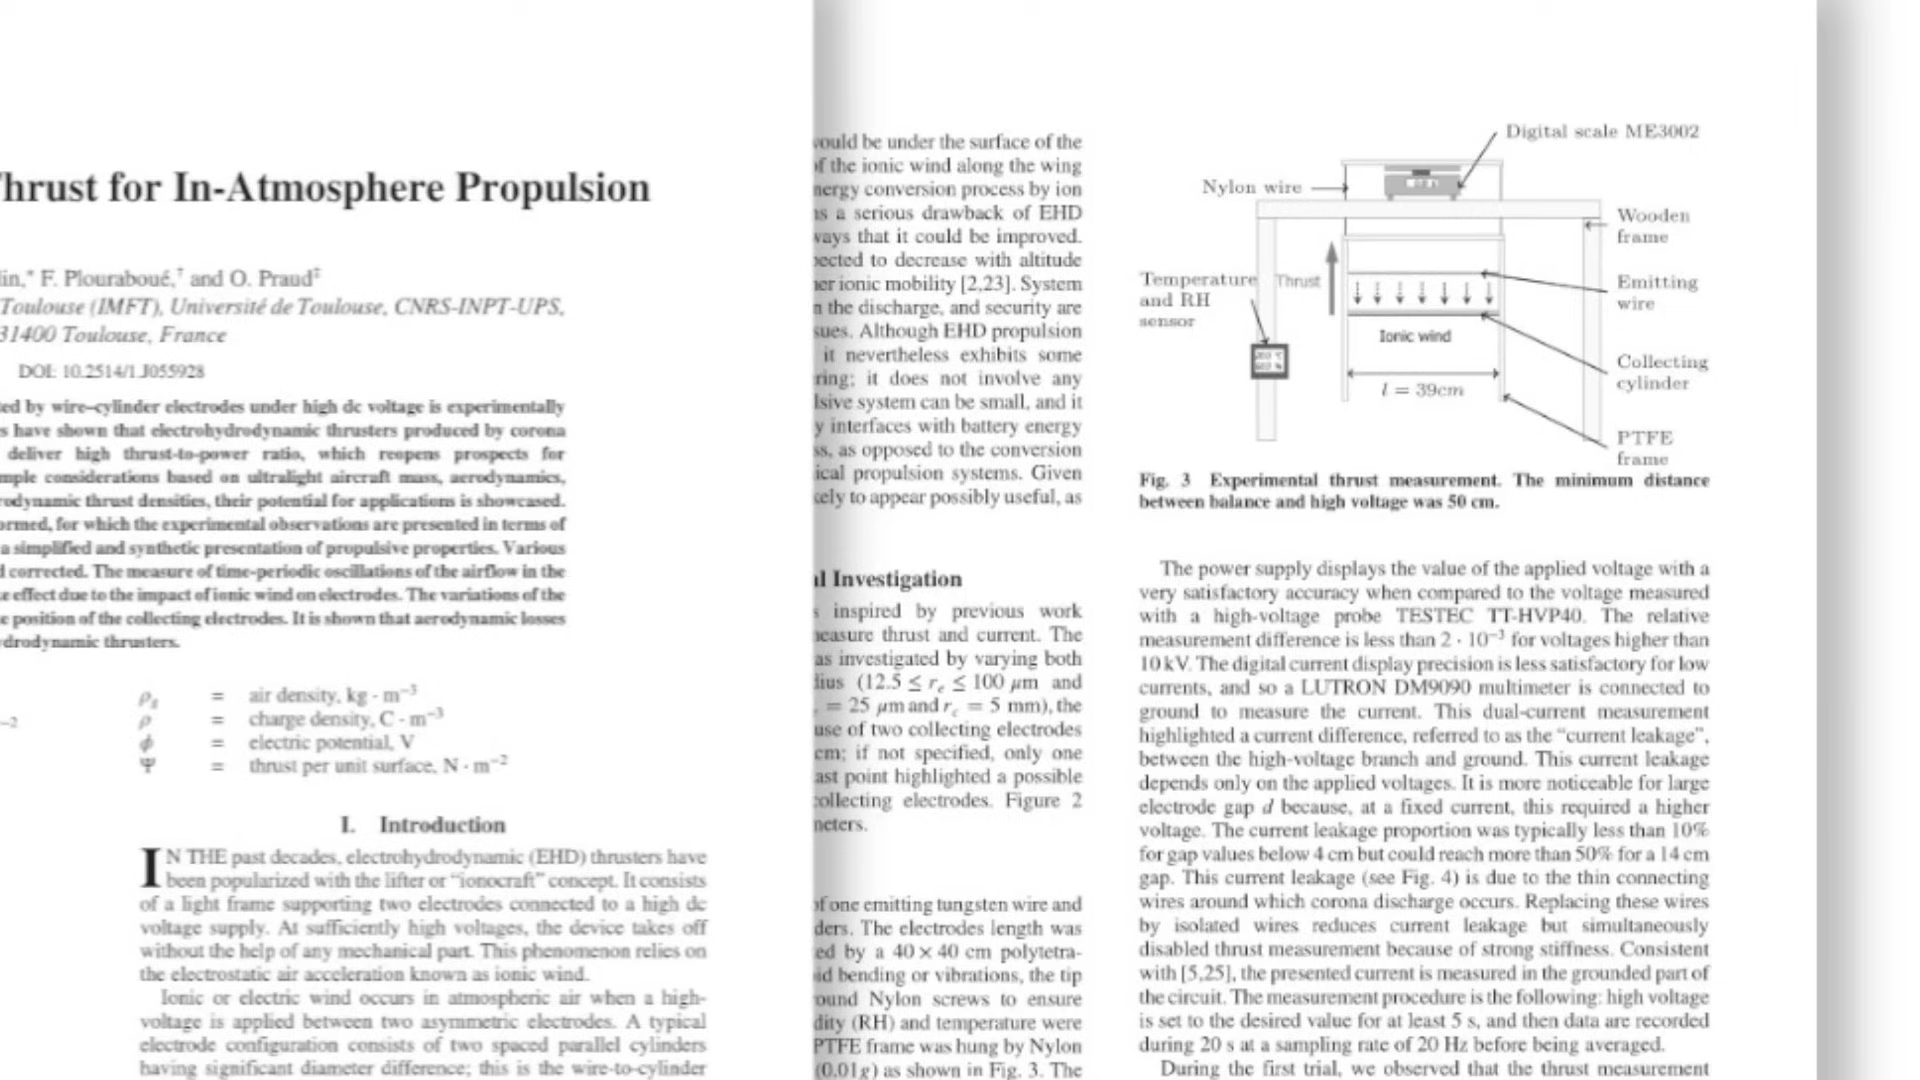 Thrust for In-Atmosphere Propulsion
lin,* F. Plouraboué,† and O. Praud‡
Toulouse (IMFT), Université de Toulouse, CNRS-INPT-UPS,
31400 Toulouse, France
DOI: 10.2514/1.J055928
ed by wire–cylinder electrodes under high dc voltage is experimentally
s have shown that electrohydrodynamic thrusters produced by corona
deliver high thrust-to-power ratio, which reopens prospects for
mple considerations based on ultralight aircraft mass, aerodynamics,
rodynamic thrust densities, their potential for applications is showcased.
ormed, for which the experimental observations are presented in terms of
a simplified and synthetic presentation of propulsive properties. Various
l corrected. The measure of time-periodic oscillations of the airflow in the
e effect due to the impact of ionic wind on electrodes. The variations of the
e position of the collecting electrodes. It is shown that aerodynamic losses
drodynamic thrusters.
−2
ρg = air density, kg · m−3
ρ = charge density, C · m−3
ϕ = electric potential, V
Ψ = thrust per unit surface, N · m−2
I. Introduction
IN THE past decades, electrohydrodynamic (EHD) thrusters have
been popularized with the lifter or “ionocraft” concept. It consists
of a light frame supporting two electrodes connected to a high dc
voltage supply. At sufficiently high voltages, the device takes off
without the help of any mechanical part. This phenomenon relies on
the electrostatic air acceleration known as ionic wind.
Ionic or electric wind occurs in atmospheric air when a high-
voltage is applied between two asymmetric electrodes. A typical
electrode configuration consists of two spaced parallel cylinders
having significant diameter difference; this is the wire-to-cylinder
would be under the surface of the
of the ionic wind along the wing
nergy conversion process by ion
as a serious drawback of EHD
ways that it could be improved.
pected to decrease with altitude
her ionic mobility [2,23]. System
n the discharge, and security are
sues. Although EHD propulsion
it nevertheless exhibits some
ring; it does not involve any
lsive system can be small, and it
y interfaces with battery energy
ss, as opposed to the conversion
ical propulsion systems. Given
kely to appear possibly useful, as
al Investigation
s inspired by previous work
measure thrust and current. The
as investigated by varying both
dius (12.5 ≤ re ≤ 100 μm and
. = 25 μm and rc = 5 mm), the
use of two collecting electrodes
cm; if not specified, only one
ast point highlighted a possible
collecting electrodes. Figure 2
meters.
of one emitting tungsten wire and
ders. The electrodes length was
ed by a 40 × 40 cm polytetra-
id bending or vibrations, the tip
ound Nylon screws to ensure
dity (RH) and temperature were
PTFE frame was hung by Nylon
(0.01g) as shown in Fig. 3. The
Digital scale ME3002
Nylon wire
Wooden
frame
Temperature
and RH
sensor
Thrust
Emitting
wire
Ionic wind
Collecting
cylinder
l = 39cm
PTFE
frame
Fig. 3 Experimental thrust measurement. The minimum distance
between balance and high voltage was 50 cm.
The power supply displays the value of the applied voltage with a
very satisfactory accuracy when compared to the voltage measured
with a high-voltage probe TESTEC TT-HVP40. The relative
measurement difference is less than 2 · 10−3 for voltages higher than
10 kV. The digital current display precision is less satisfactory for low
currents, and so a LUTRON DM9090 multimeter is connected to
ground to measure the current. This dual-current measurement
highlighted a current difference, referred to as the “current leakage”,
between the high-voltage branch and ground. This current leakage
depends only on the applied voltages. It is more noticeable for large
electrode gap d because, at a fixed current, this required a higher
voltage. The current leakage proportion was typically less than 10%
for gap values below 4 cm but could reach more than 50% for a 14 cm
gap. This current leakage (see Fig. 4) is due to the thin connecting
wires around which corona discharge occurs. Replacing these wires
by isolated wires reduces current leakage but simultaneously
disabled thrust measurement because of strong stiffness. Consistent
with [5,25], the presented current is measured in the grounded part of
the circuit. The measurement procedure is the following: high voltage
is set to the desired value for at least 5 s, and then data are recorded
during 20 s at a sampling rate of 20 Hz before being averaged.
During the first trial, we observed that the thrust measurement